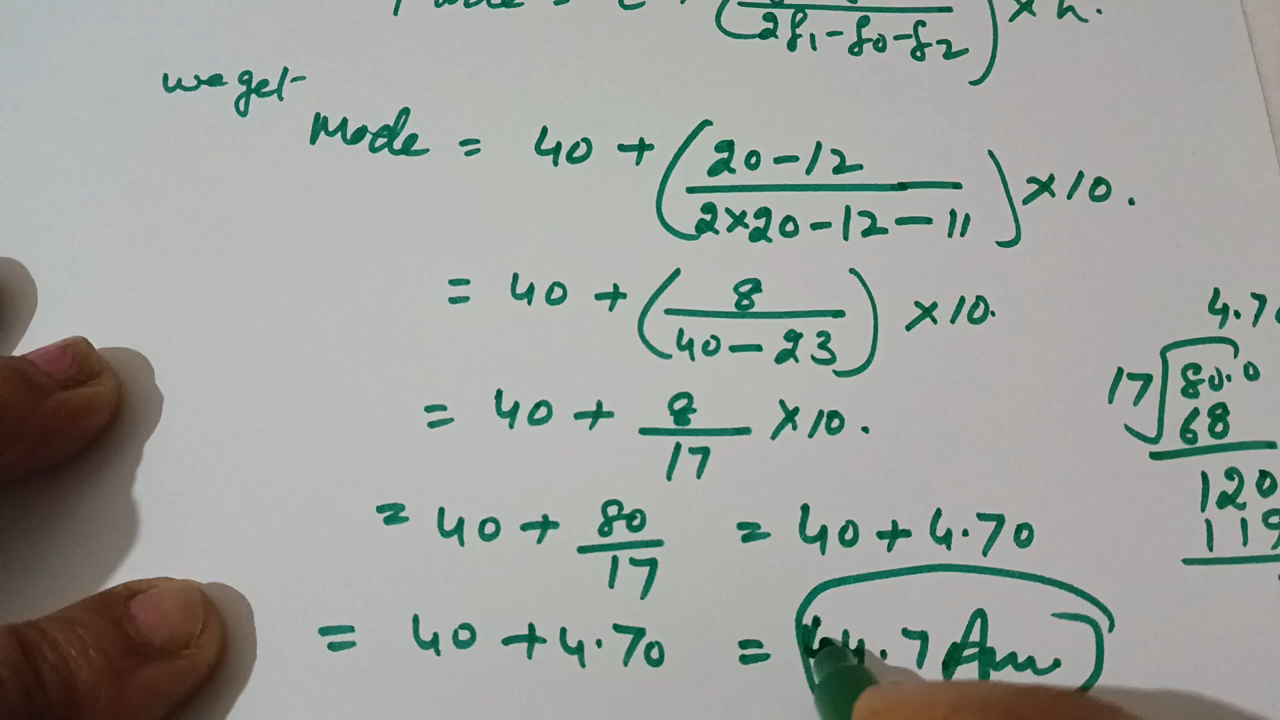 2f1-f0-f2 ) × h.
we get
Mode = 40 + ( 20-12 / 2×20-12-11 ) ×10.
= 40 + ( 8 / 40-23 ) ×10.
= 40 + 8 / 17 ×10.
= 40 + 80 / 17 = 40 + 4.70
= 40 + 4.70 = 44.7 Ans
4.70
17 80.0
68
120
119